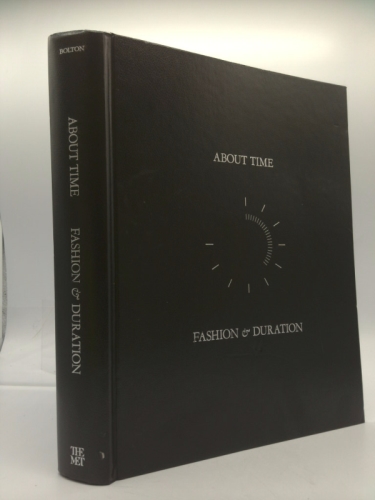 BOLTON
ABOUT TIME
FASHION & DURATION
THE
MET
ABOUT TIME
FASHION & DURATION